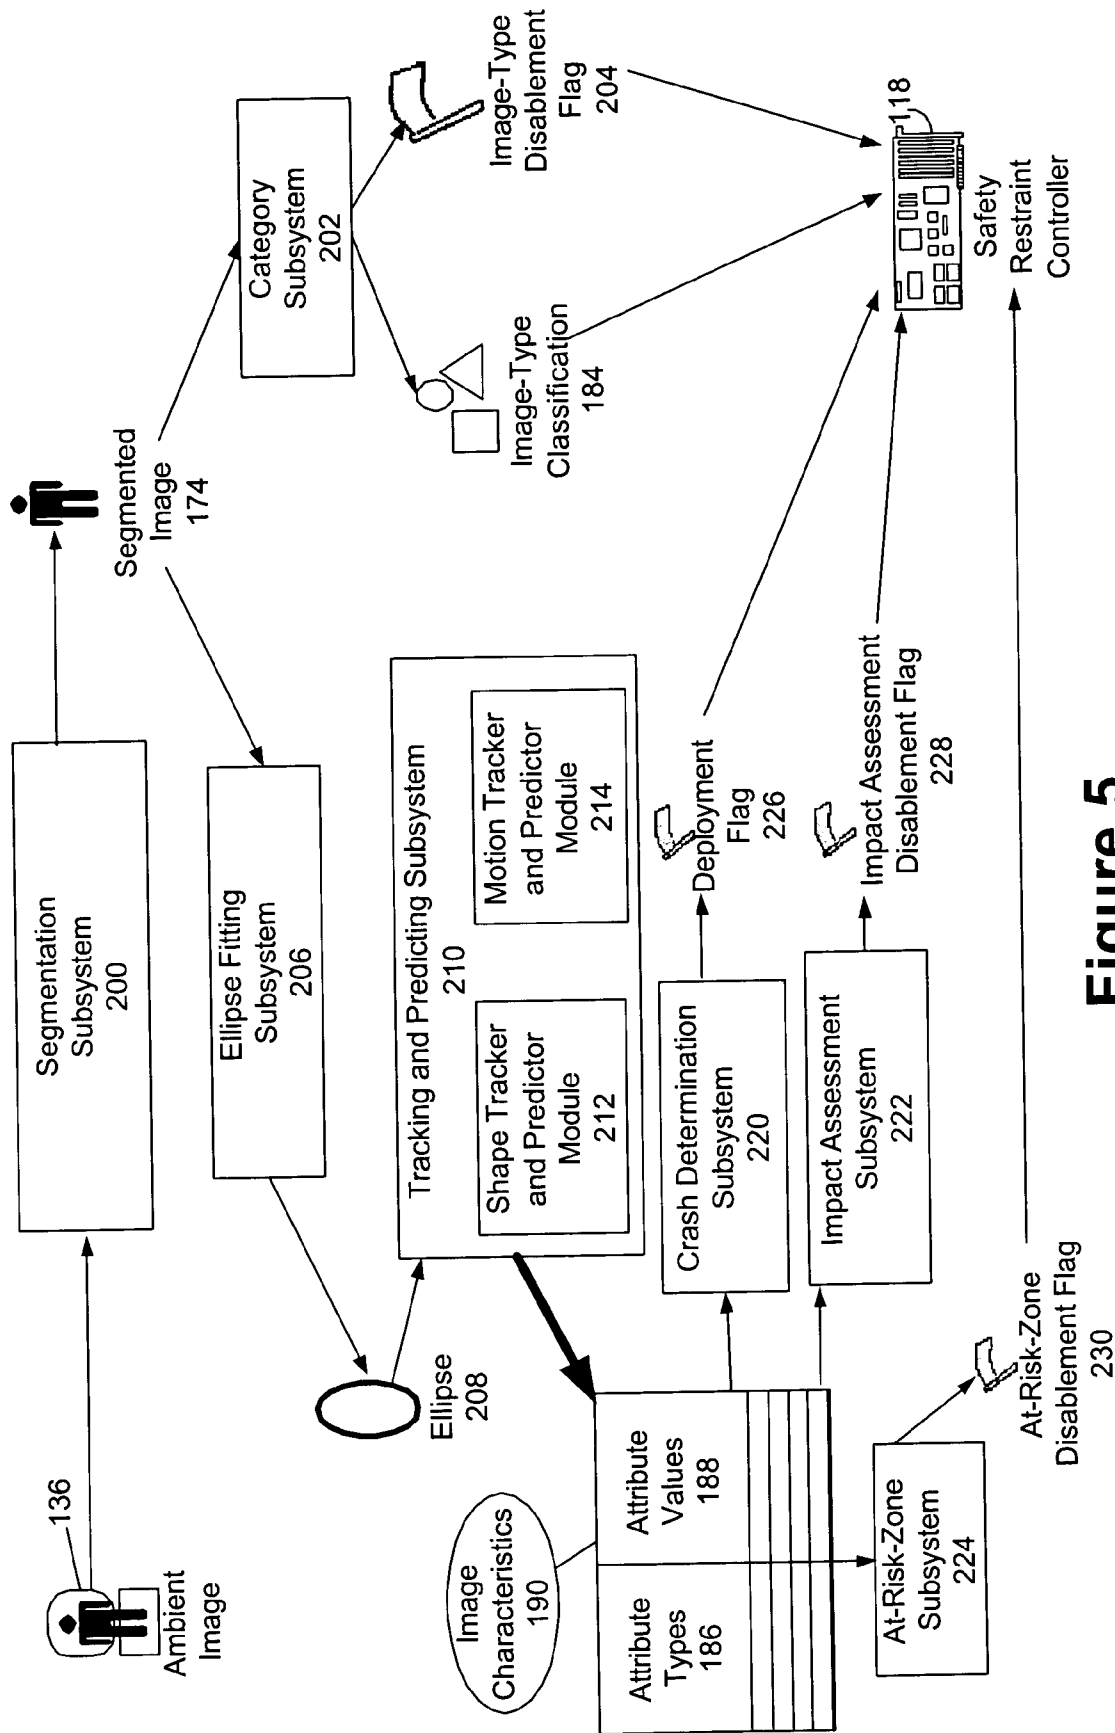 136
Ambient
Image
Segmentation
Subsystem
200
Segmented
Image
174
Category
Subsystem
202
Image-Type
Disablement
Flag
204
Image-Type
Classification
184
Ellipse Fitting
Subsystem
206
Ellipse
208
Tracking and Predicting Subsystem
210
Shape Tracker
and Predictor
Module
212
Motion Tracker
and Predictor
Module
214
Image
Characteristics
190
Attribute
Types
186
Attribute
Values
188
Crash Determination
Subsystem
220
Deployment
Flag
226
Impact Assessment
Subsystem
222
Impact Assessment
Disablement Flag
228
At-Risk-Zone
Subsystem
224
At-Risk-Zone
Disablement Flag
230
118
Safety
Restraint
Controller
Figure 5